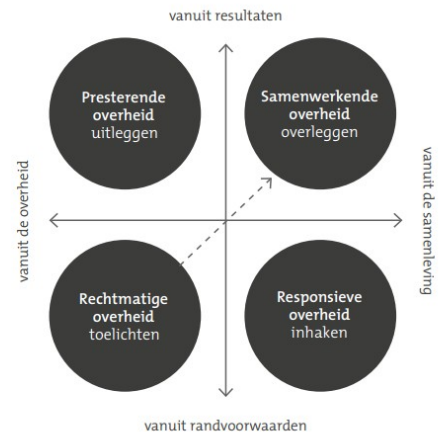 vanuit resultaten
Presterende
overheid
uitleggen
Samenwerkende
overheid
overleggen
vanuit de overheid
vanuit de samenleving
Rechtmatige
overheid
toelichten
Responsieve
overheid
inhaken
vanuit randvoorwaarden